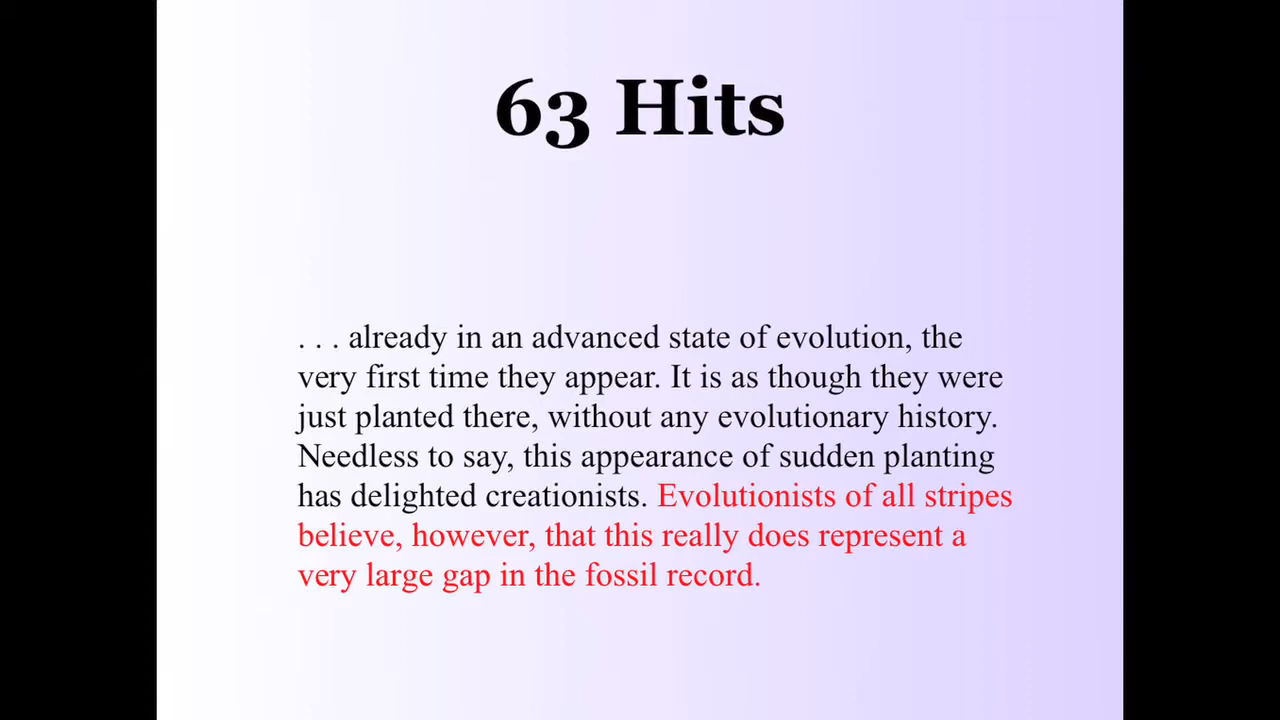 63 Hits
. . . already in an advanced state of evolution, the
very first time they appear. It is as though they were
just planted there, without any evolutionary history.
Needless to say, this appearance of sudden planting
has delighted creationists. Evolutionists of all stripes
believe, however, that this really does represent a
very large gap in the fossil record.